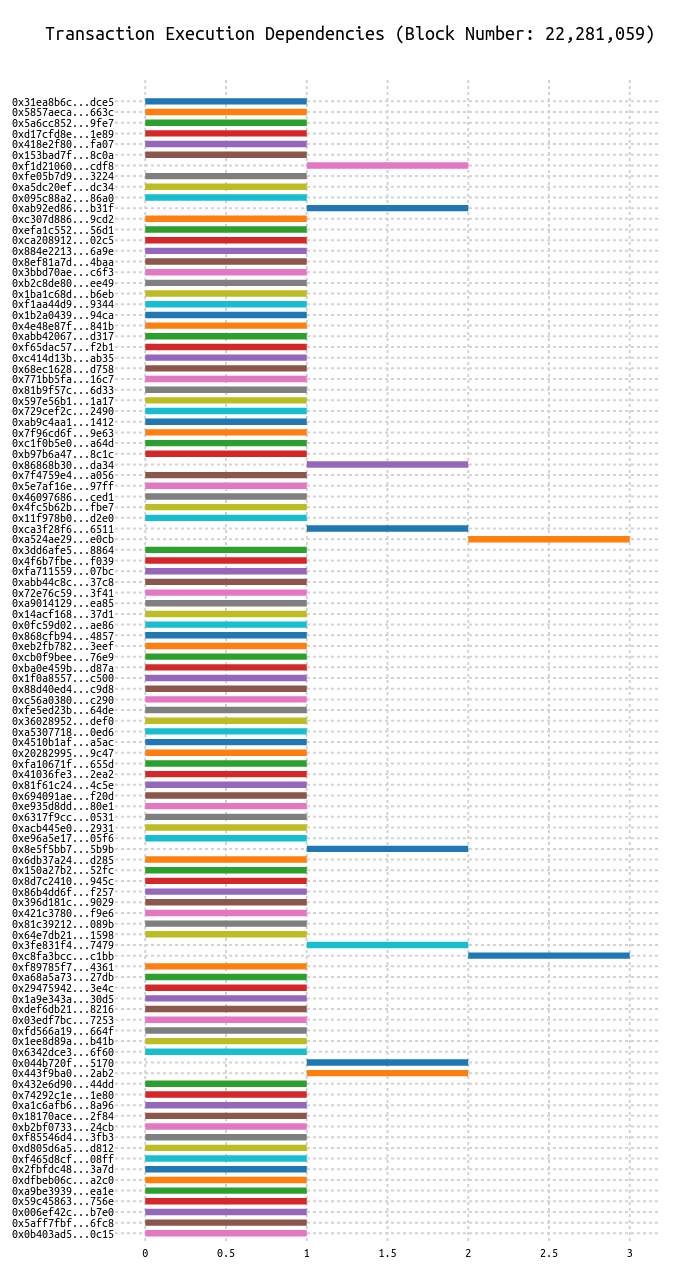 Transaction Execution Dependencies (Block Number: 22,281,059)
0x31ea8b6c...dce5
0x5857aeca...663c
0x5a6cc852...9fe7
0xd17cfd8e...1e89
0x418e2f80...fa07
0x153bad7f...8c0a
0xf1d21060...cdf8
0xfe05b7d9...3224
0xa5dc20ef...dc34
0x095c88a2...86a0
0xab92ed86...b31f
0xc307d886...9cd2
0xefa1c552...56d1
0xca208912...02c5
0x884e2213...6a9e
0x8ef81a7d...4baa
0x3bbd70ae...c6f3
0xb2c8de80...ee49
0x1ba1c68d...b6eb
0xf1aa44d9...9344
0x1b2a0439...94ca
0x4e48e87f...841b
0xabb42067...d317
0xf65dac57...f2b1
0xc414d13b...ab35
0x68ec1628...d758
0x771bb5fa...16c7
0x81b9f57c...6d33
0x597e56b1...1a17
0x729cef2c...2490
0xab9c4aa1...1412
0x7f96cd6f...9e63
0xc1f0b5e0...a64d
0xb97b6a47...8c1c
0x86868b30...da34
0x7f4759e4...a056
0x5e7af16e...97ff
0x46097686...ced1
0x4fc5b62b...fbe7
0x11f978b0...d2e0
0xca3f28f6...6511
0xa524ae29...e0cb
0x3dd6afe5...8864
0x4f6b7fbe...f039
0xfa711559...07bc
0xabb44c8c...37c8
0x72e76c59...3f41
0xa9014129...ea85
0x14acf168...37d1
0x0fc59d02...ae86
0x868cfb94...4857
0xeb2fb782...3eef
0xcb0f9bee...76e9
0xba0e459b...d87a
0x1f0a8557...c500
0x88d40ed4...c9d8
0xc56a0380...c290
0xfe5ed23b...64de
0x36028952...def0
0xa5307718...0ed6
0x4510b1af...a5ac
0x20282995...9c47
0xfa10671f...655d
0x41036fe3...2ea2
0x81f61c24...4c5e
0x694091ae...f20d
0xe935d8dd...80e1
0x6317f9cc...0531
0xacb445e0...2931
0xe96a5e17...05f6
0x8e5f5bb7...5b9b
0x6db37a24...d285
0x150a27b2...52fc
0x8d7c2410...945c
0x86b4dd6f...f257
0x396d181c...9029
0x421c3780...f9e6
0x81c39212...089b
0x64e7db21...1598
0x3fe831f4...7479
0xc8fa3bcc...c1bb
0xf89785f7...4361
0xa68a5a73...27db
0x29475942...3e4c
0x1a9e343a...30d5
0xdef6db21...8216
0x03edf7bc...7253
0xfd566a19...664f
0x1ee8d89a...b41b
0x6342dce3...6f60
0x044b720f...5170
0x443f9ba0...2ab2
0x432e6d90...44dd
0x74292c1e...1e80
0xa1c6afb6...8a96
0x18170ace...2f84
0xb2bf0733...24cb
0xf85546d4...3fb3
0xd805d6a5...d812
0xf465d8cf...08ff
0x2fbfdc48...3a7d
0xdfbeb06c...a2c0
0xa9be3939...ea1e
0x59c45863...756e
0x006ef42c...b7e0
0x5aff7fbf...6fc8
0x0b403ad5...0c15
0 0.5 1 1.5 2 2.5 3